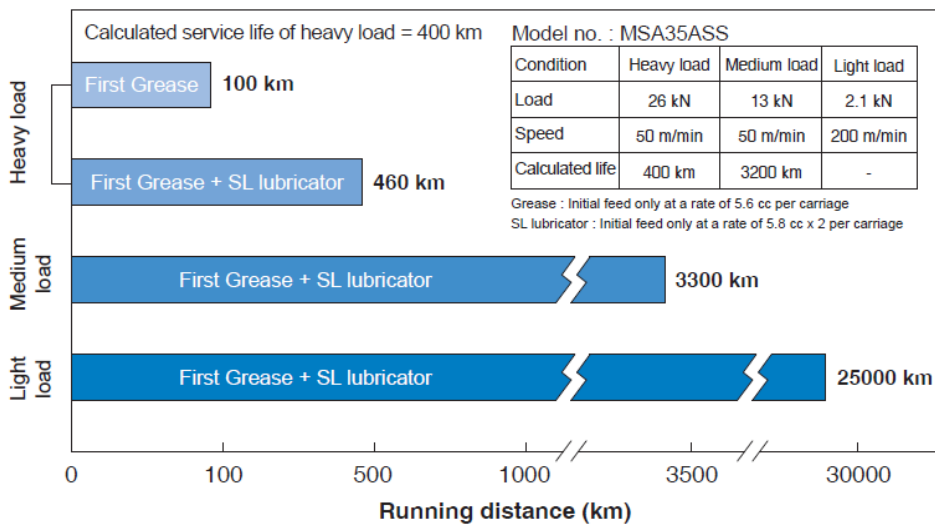 Calculated service life of heavy load = 400 km
Model no. : MSA35ASS
Condition Heavy load Medium load Light load
Load 26 kN 13 kN 2.1 kN
Speed 50 m/min 50 m/min 200 m/min
Calculated life 400 km 3200 km -
Grease : Initial feed only at a rate of 5.6 cc per carriage
SL lubricator : Initial feed only at a rate of 5.8 cc x 2 per carriage
Heavy load
First Grease 100 km
First Grease + SL lubricator 460 km
Medium
load
First Grease + SL lubricator 3300 km
Light
load
First Grease + SL lubricator 25000 km
0 100 500 1000 3500 30000
Running distance (km)